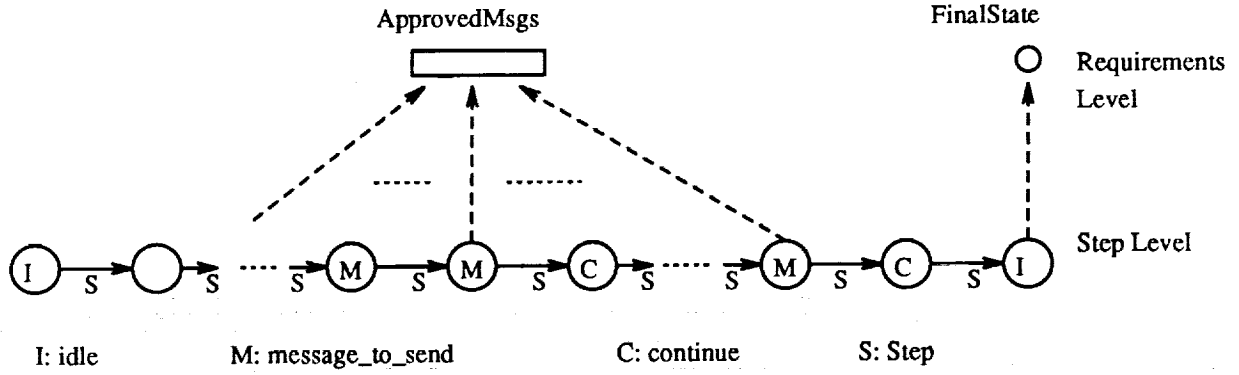 ApprovedMsgs FinalState
Requirements
Level
Step Level
I M M C M C I
S S S S S S S S
I: idle M: message_to_send C: continue S: Step